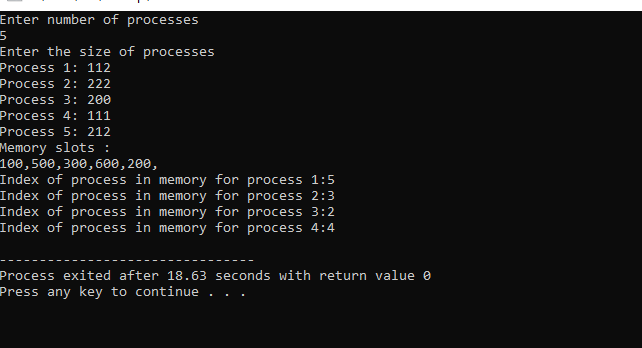 Enter number of processes
5
Enter the size of processes
Process 1: 112
Process 2: 222
Process 3: 200
Process 4: 111
Process 5: 212
Memory slots :
100,500,300,600,200,
Index of process in memory for process 1:5
Index of process in memory for process 2:3
Index of process in memory for process 3:2
Index of process in memory for process 4:4
--------------------------------
Process exited after 18.63 seconds with return value 0
Press any key to continue . . .